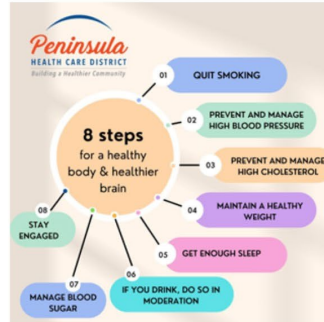 Peninsula
HEALTH CARE DISTRICT
Building a Healthier Community
8 steps
for a healthy
body & healthier
brain
01
QUIT SMOKING
02
PREVENT AND MANAGE
HIGH BLOOD PRESSURE
03
PREVENT AND MANAGE
HIGH CHOLESTEROL
04
MAINTAIN A HEALTHY
WEIGHT
05
GET ENOUGH SLEEP
06
IF YOU DRINK, DO SO IN
MODERATION
07
MANAGE BLOOD
SUGAR
08
STAY
ENGAGED